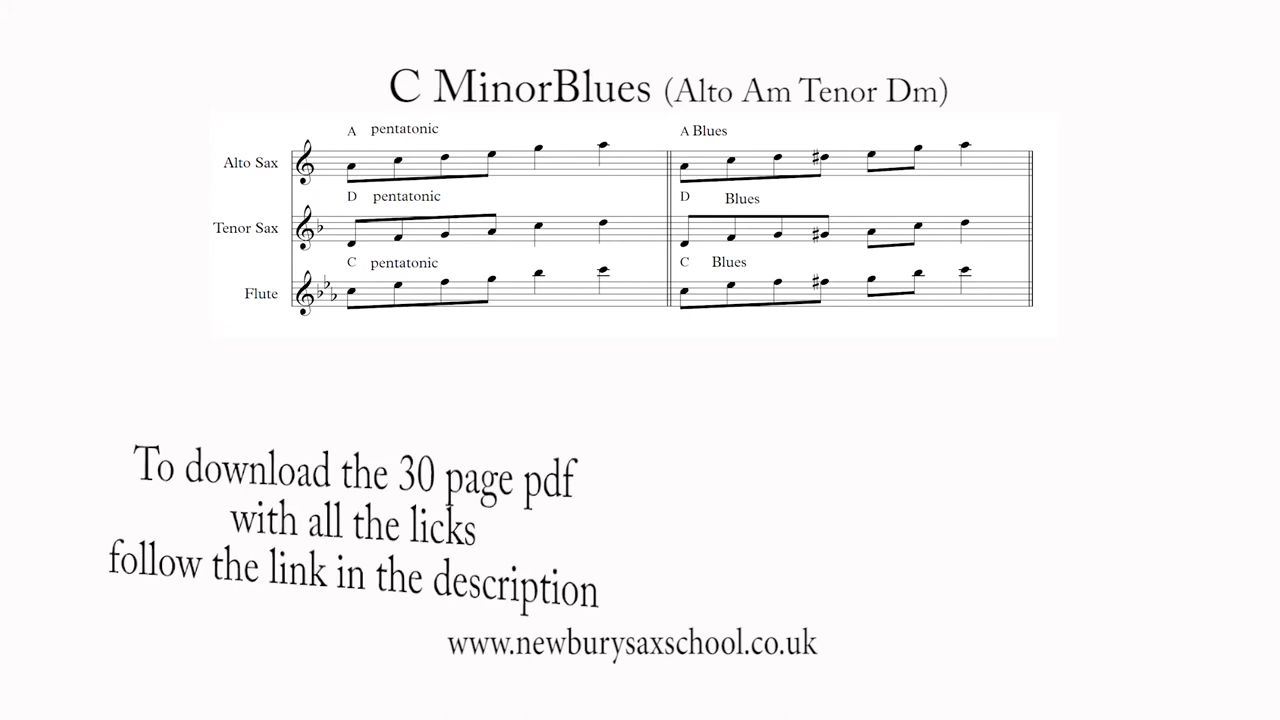 C MinorBlues (Alto Am Tenor Dm)
A pentatonic A Blues
Alto Sax
D pentatonic D Blues
Tenor Sax
C pentatonic C Blues
Flute
To download the 30 page pdf
with all the licks
follow the link in the description
www.newburysaxschool.co.uk